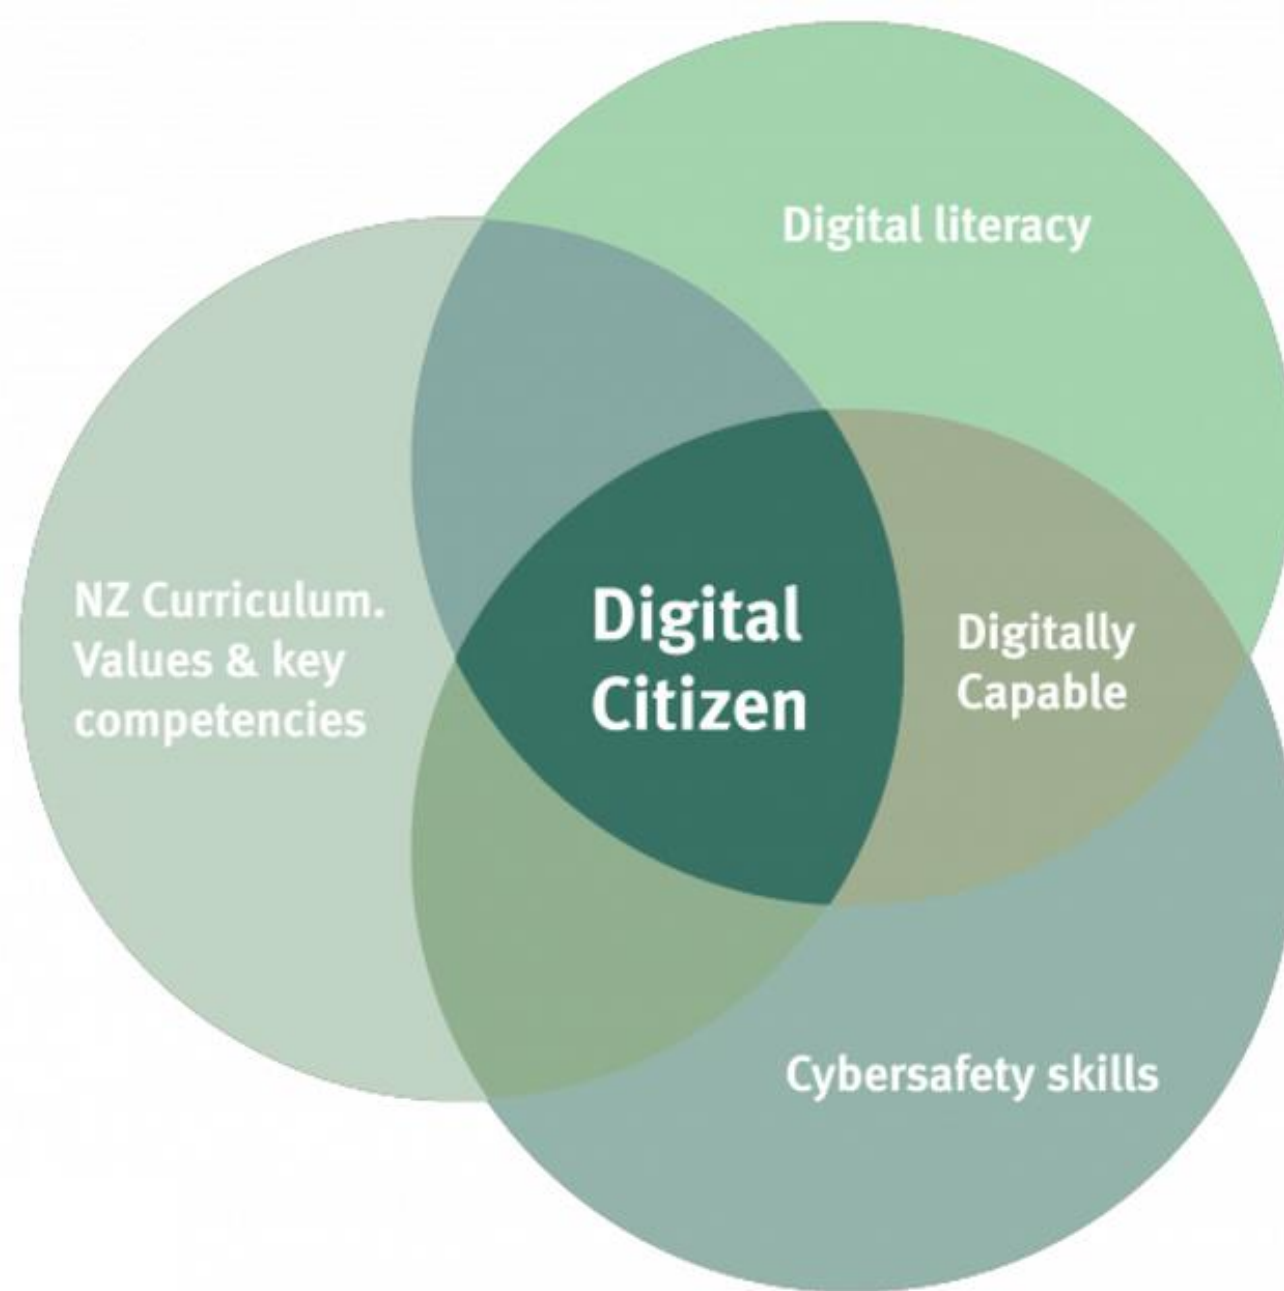 Digital literacy
NZ Curriculum.
Values & key
competencies
Digital
Citizen
Digitally
Capable
Cybersafety skills